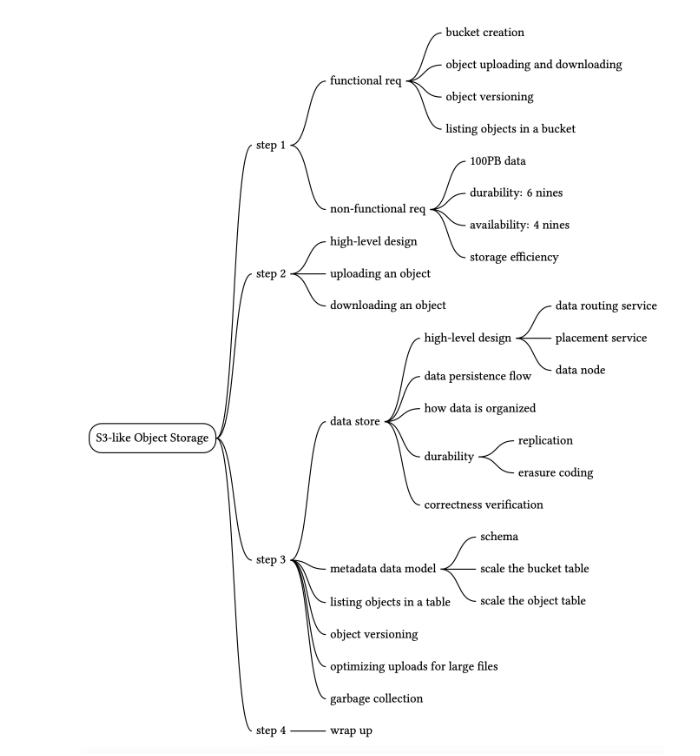 S3-like Object Storage
step 1
functional req
bucket creation
object uploading and downloading
object versioning
listing objects in a bucket
non-functional req
100PB data
durability: 6 nines
availability: 4 nines
storage efficiency
step 2
high-level design
uploading an object
downloading an object
step 3
data store
high-level design
data routing service
placement service
data node
data persistence flow
how data is organized
durability
replication
erasure coding
correctness verification
metadata data model
schema
scale the bucket table
scale the object table
listing objects in a table
object versioning
optimizing uploads for large files
garbage collection
step 4
wrap up